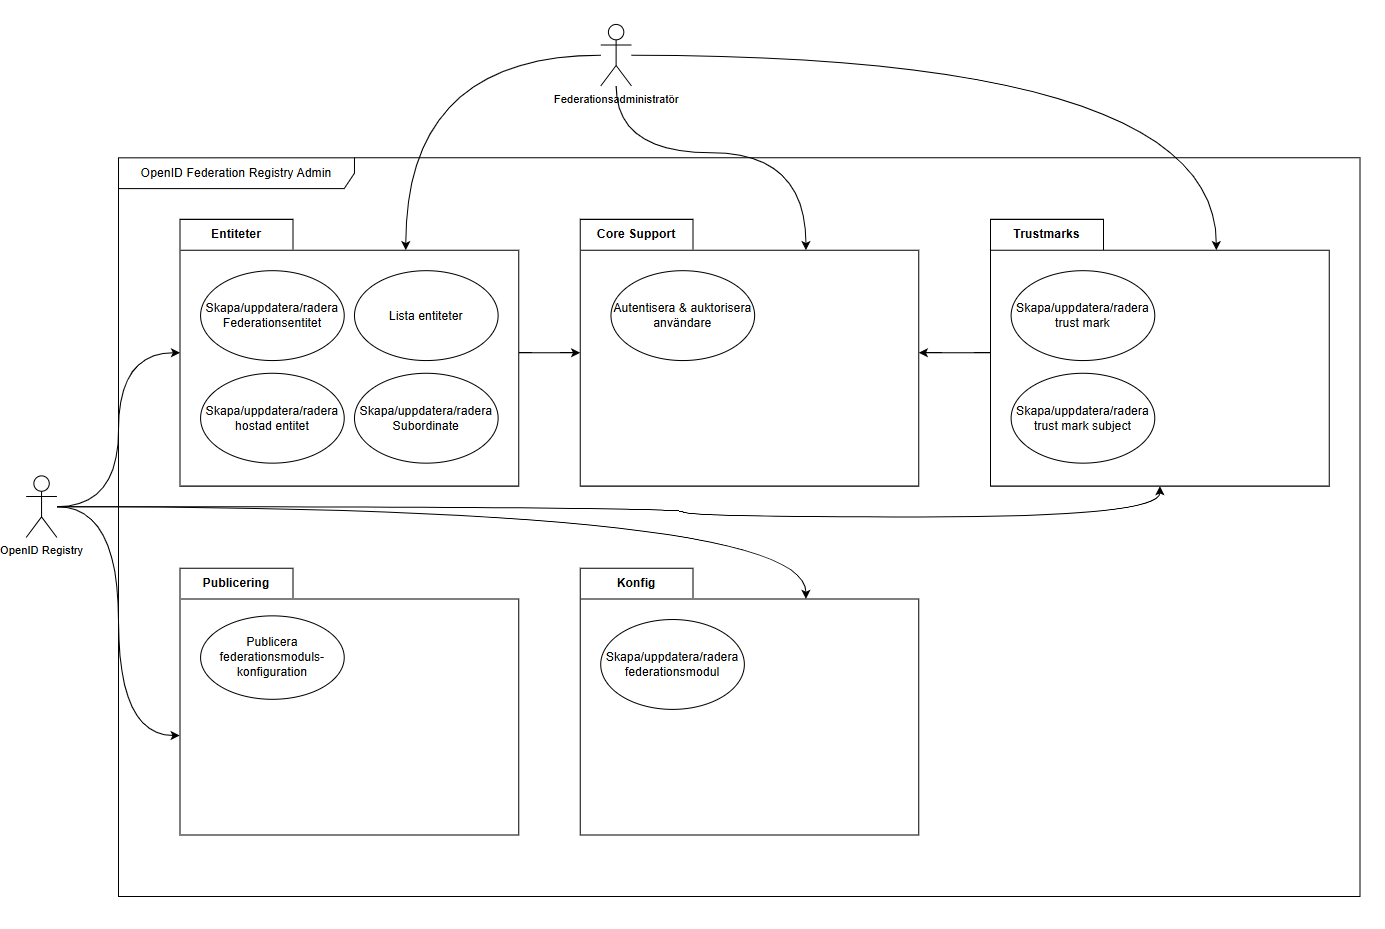 Federationsadministratör
OpenID Federation Registry Admin
Entiteter
Skapa/uppdatera/radera
Federationsentitet
Lista entiteter
Skapa/uppdatera/radera
hostad entitet
Skapa/uppdatera/radera
Subordinate
Core Support
Autentisera & auktorisera
användare
Trustmarks
Skapa/uppdatera/radera
trust mark
Skapa/uppdatera/radera
trust mark subject
OpenID Registry
Publicering
Publicera
federationsmoduls-
konfiguration
Konfig
Skapa/uppdatera/radera
federationsmodul